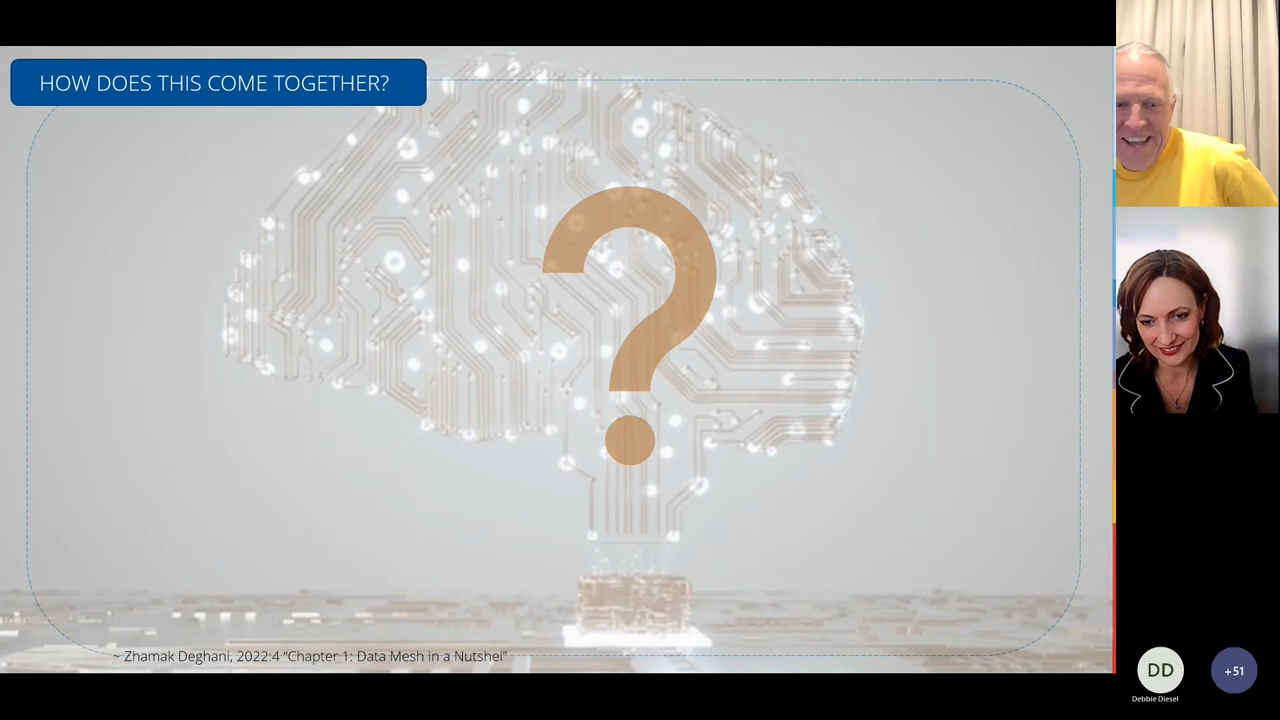 HOW DOES THIS COME TOGETHER?
~ Zhamak Deghani, 2022:4 “Chapter 1: Data Mesh in a Nutshel”
DD
+51
Debbie Diesel